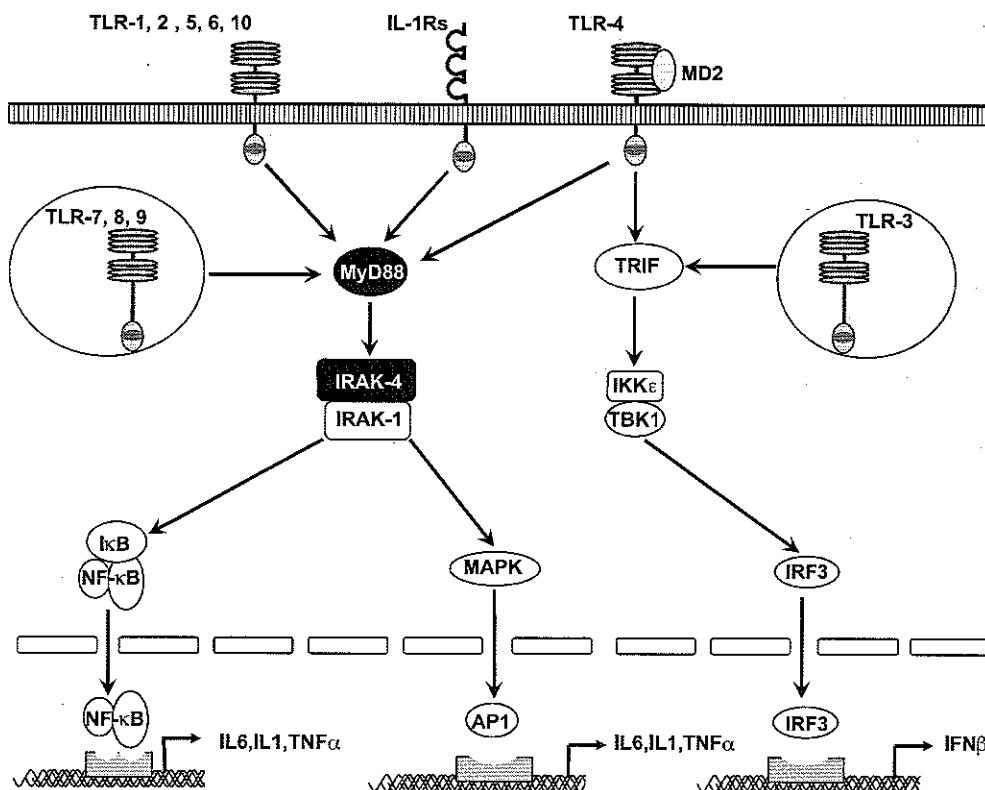 TLR-1, 2 , 5, 6, 10
IL-1Rs
TLR-4
MD2
TLR-7, 8, 9
TLR-3
MyD88
TRIF
IRAK-4
IRAK-1
IKKε
TBK1
IκB
NF-κB
MAPK
IRF3
NF-κB
AP1
IRF3
IL6,IL1,TNFα
IL6,IL1,TNFα
IFNβ